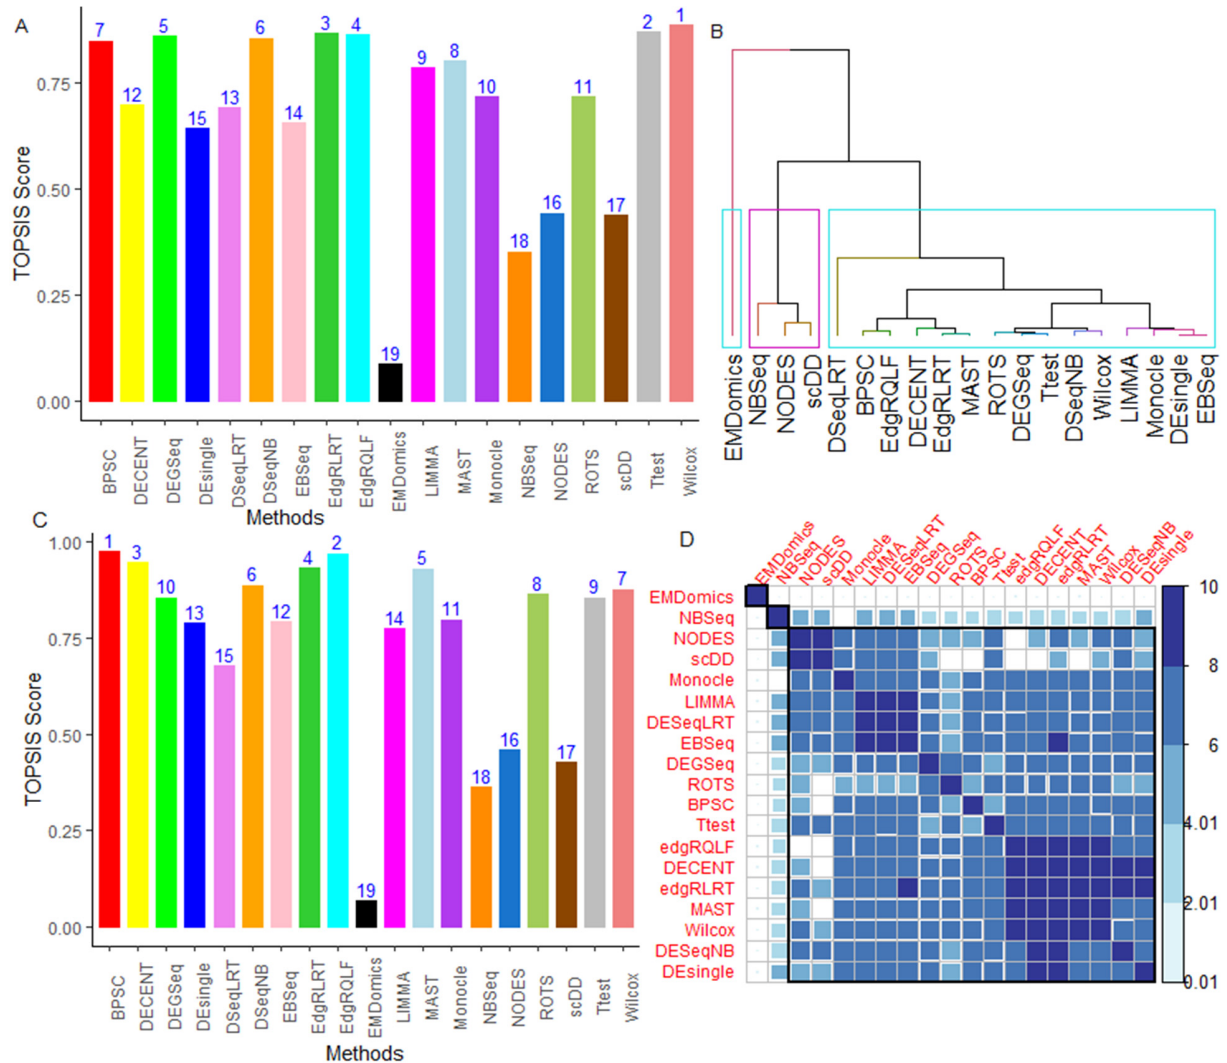 A
TOPSIS Score
0.75
0.50
0.25
0.00
7
12
5
15
13
6
14
3
4
19
9
8
10
18
16
11
17
2
1
BPSC
DECENT
DEGSeq
DEsingle
DSeqLRT
DSeqNB
EBSeq
EdgRLRT
EdgRQLF
EMDomics
LIMMA
MAST
Monocle
NBSeq
NODES
ROTS
scDD
Ttest
Wilcox
Methods
B
EMDomics
NBSeq
NODES
scDD
DSeqLRT
BPSC
EdgRQLF
DECENT
EdgRLRT
MAST
ROTS
DEGSeq
Ttest
DSeqNB
Wilcox
LIMMA
Monocle
DEsingle
EBSeq
C
TOPSIS Score
1.00
0.75
0.50
0.25
0.00
1
3
10
13
15
6
12
4
2
19
14
5
11
18
16
8
17
9
7
BPSC
DECENT
DEGSeq
DEsingle
DSeqLRT
DSeqNB
EBSeq
EdgRLRT
EdgRQLF
EMDomics
LIMMA
MAST
Monocle
NBSeq
NODES
ROTS
scDD
Ttest
Wilcox
Methods
D
EMDomics
NBSeq
NODES
scDD
Monocle
LIMMA
DESeqLRT
EBSeq
DEGSeq
ROTS
BPSC
Ttest
edgRQLF
DECENT
edgRLRT
MAST
Wilcox
DESeqNB
DEsingle
EMDomics
NBSeq
NODES
scDD
Monocle
LIMMA
DESeqLRT
EBSeq
DEGSeq
ROTS
BPSC
Ttest
edgRQLF
DECENT
edgRLRT
MAST
Wilcox
DESeqNB
DEsingle
10
8
6
4.01
2.01
0.01